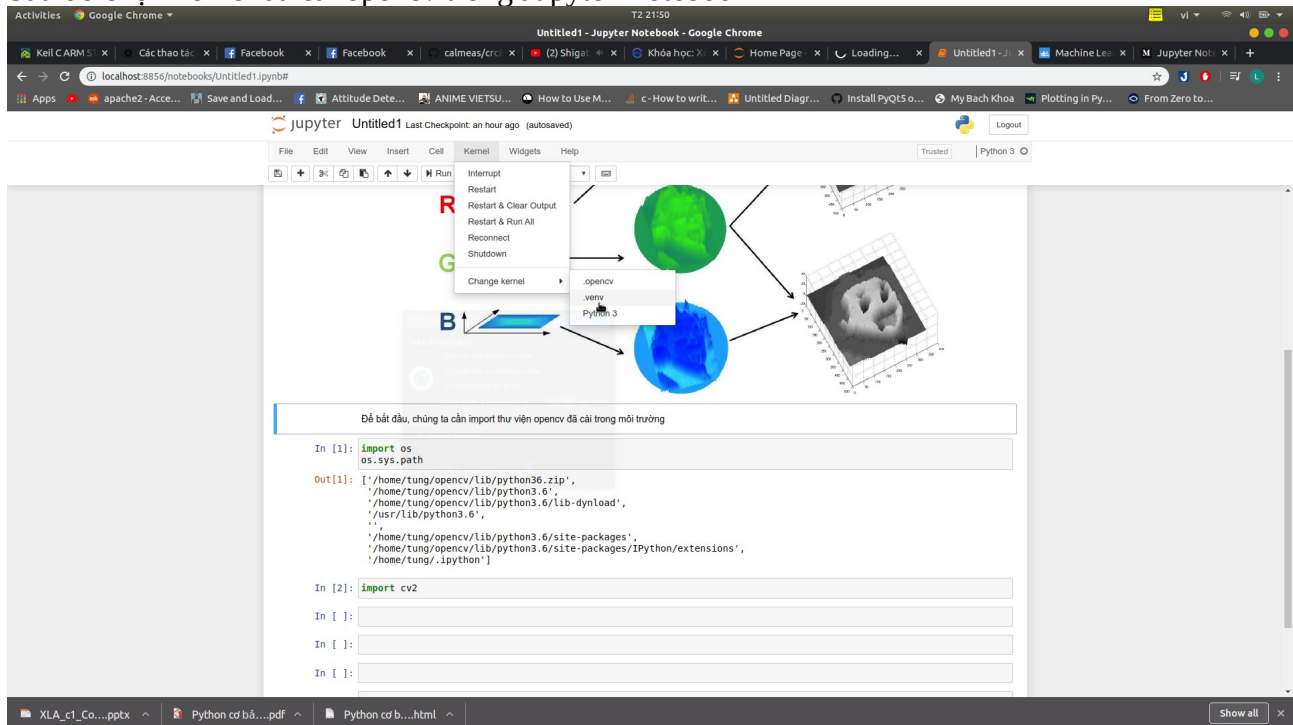 Activities Google Chrome T2 21:50 vi
Untitled1 - Jupyter Notebook - Google Chrome
Keil C ARM Các thao tác Facebook Facebook calmeas/crc (2) Shigat Khóa học: Home Page - Loading... Untitled1 - J Machine Lea Jupyter Note
localhost:8856/notebooks/Untitled1.ipynb#
Apps apache2 - Acce... Save and Load... Attitude Dete... ANIME VIETSU... How to Use M... c - How to writ... Untitled Diagr... Install PyQt5 o... My Bach Khoa Plotting in Py... From Zero to...
jupyter Untitled1 Last Checkpoint: an hour ago (autosaved) Logout
File Edit View Insert Cell Kernel Widgets Help Trusted Python 3
Run Interrupt
Restart
R Restart & Clear Output
Restart & Run All
Reconnect
Shutdown
G
Change kernel .opencv
.venv
Python 3
B
Để bắt đầu, chúng ta cần import thư viện opencv đã cài trong môi trường
In [1]: import os
os.sys.path
Out[1]: ['/home/tung/opencv/lib/python36.zip',
'/home/tung/opencv/lib/python3.6',
'/home/tung/opencv/lib/python3.6/lib-dynload',
'/usr/lib/python3.6',
'',
'/home/tung/opencv/lib/python3.6/site-packages',
'/home/tung/opencv/lib/python3.6/site-packages/IPython/extensions',
'/home/tung/.ipython']
In [2]: import cv2
In [ ]:
In [ ]:
In [ ]:
XLA_c1_Co....pptx Python cơ bả....pdf Python cơ b....html Show all